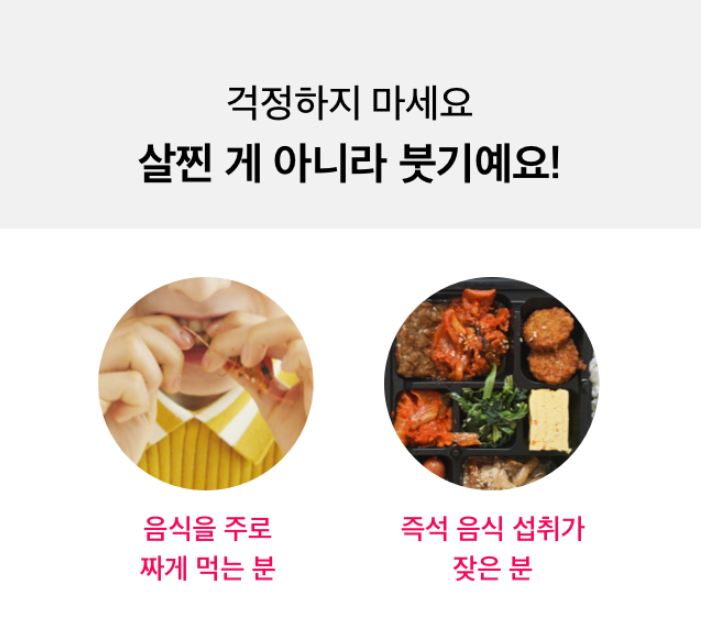 걱정하지 마세요
살찐 게 아니라 붓기예요!
음식을 주로
짜게 먹는 분
즉석 음식 섭취가
잦은 분